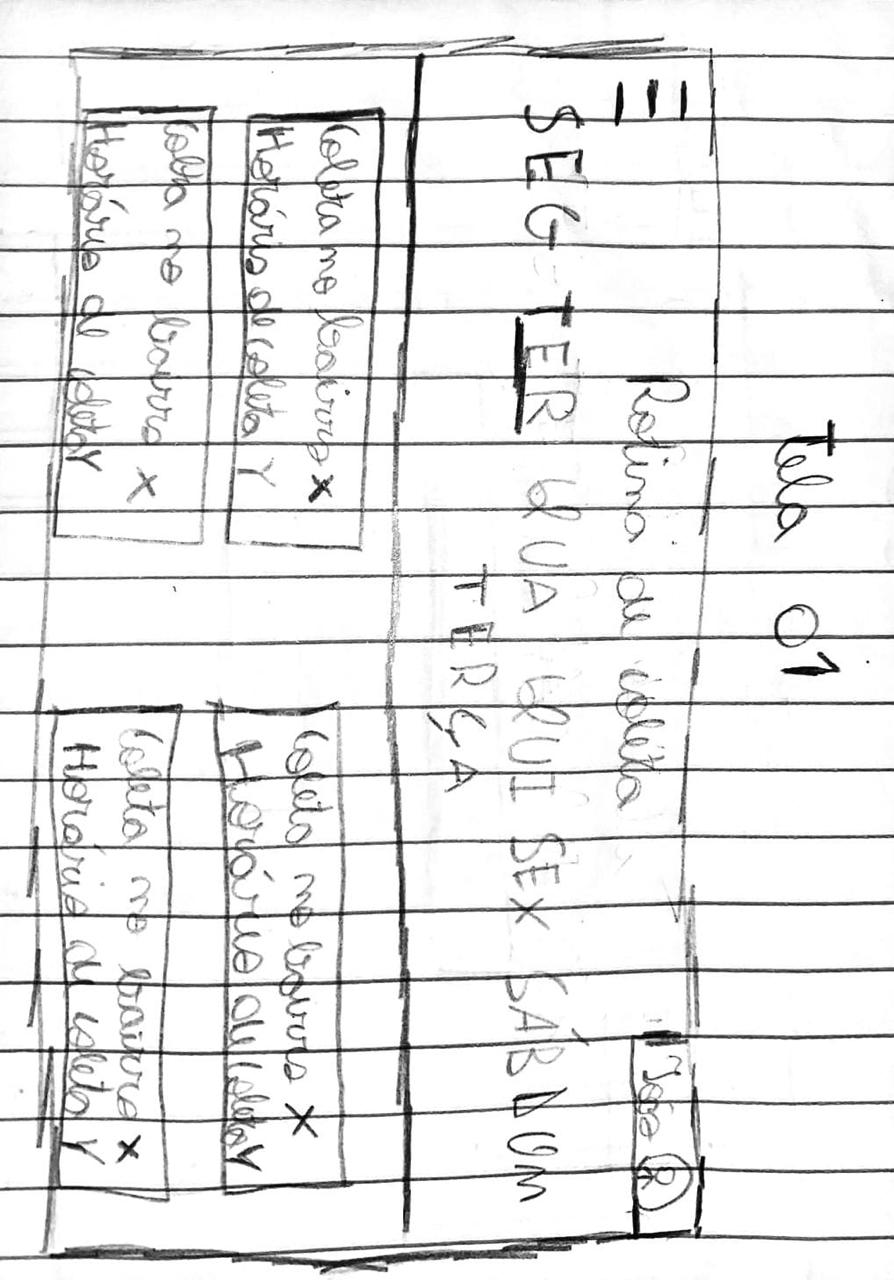 Tela 01
Rotina de coleta
João
SEG TER QUA QUI SEX SÁB DOM
TERÇA
Coleta no bairro X
Horário de coleta Y
Coleta no bairro X
Horário de coleta Y
Coleta no bairro X
Horário de coleta Y
Coleta no bairro X
Horário de coleta Y